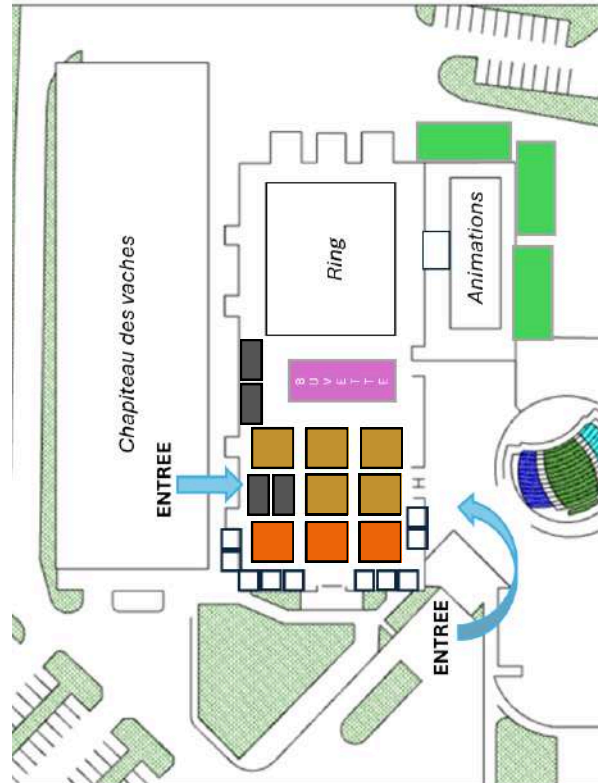 Chapiteau des vaches
Ring
Animations
BUVETTE
ENTREE
ENTREE